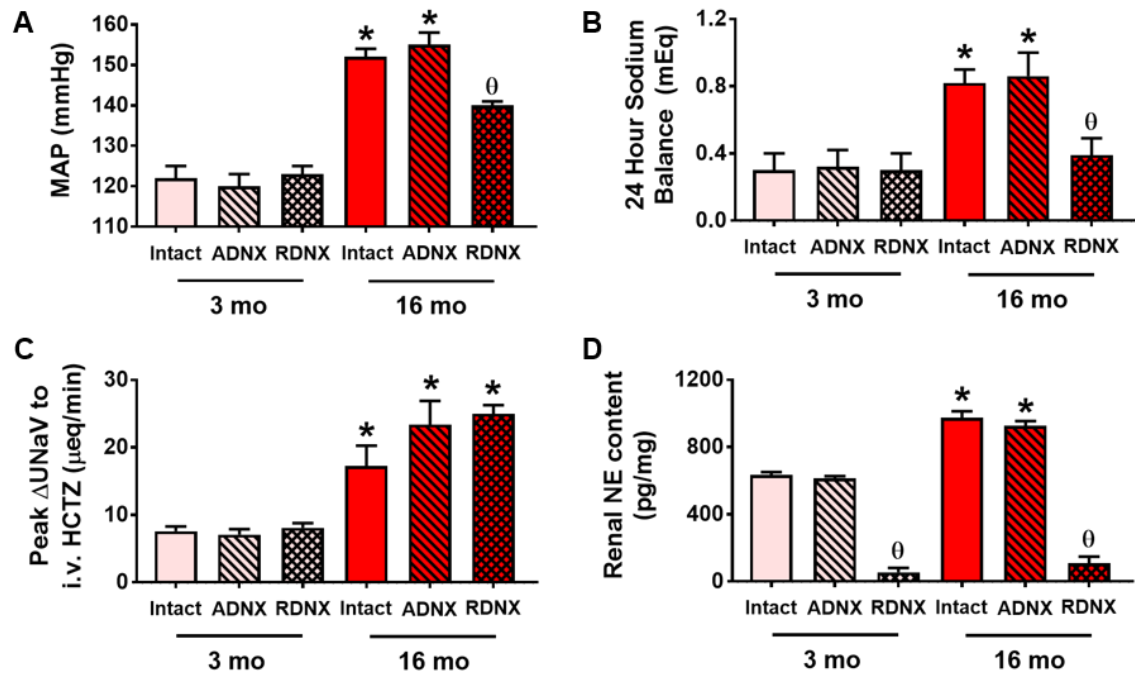 A
MAP (mmHg)
160
150
140
130
120
110
* * θ
Intact ADNX RDNX Intact ADNX RDNX
3 mo 16 mo
B
24 Hour Sodium
Balance (mEq)
1.2
0.8
0.4
0.0
* * θ
Intact ADNX RDNX Intact ADNX RDNX
3 mo 16 mo
C
Peak ΔUNaV to
i.v. HCTZ (μeq/min)
30
20
10
0
* * *
Intact ADNX RDNX Intact ADNX RDNX
3 mo 16 mo
D
Renal NE content
(pg/mg)
1200
900
600
400
0
θ * * θ
Intact ADNX RDNX Intact ADNX RDNX
3 mo 16 mo